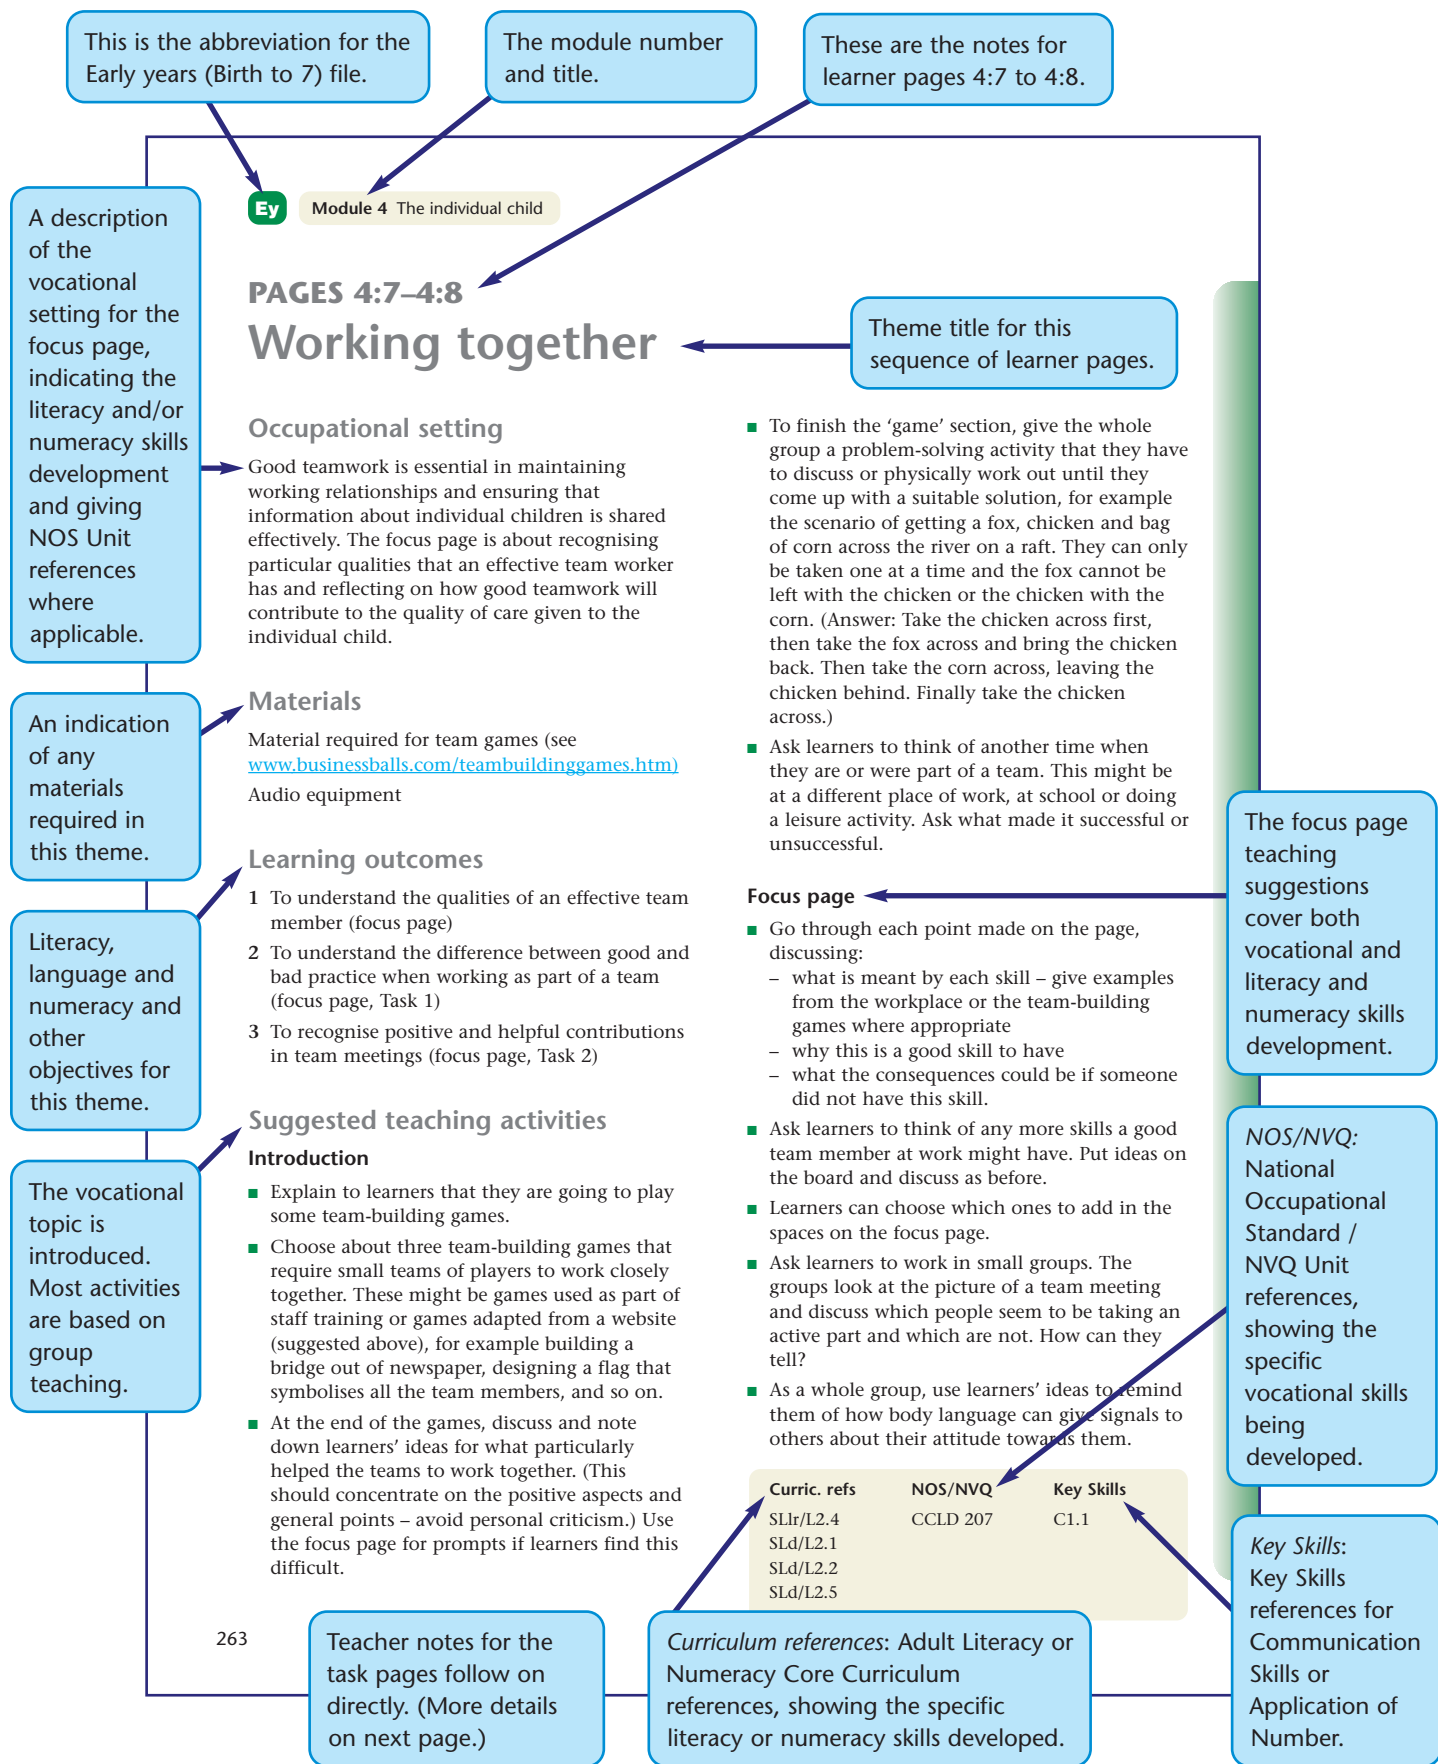 This is the abbreviation for the
Early years (Birth to 7) file.
The module number
and title.
These are the notes for
learner pages 4:7 to 4:8.
Ey
Module 4 The individual child
PAGES 4:7–4:8
Working together
Theme title for this
sequence of learner pages.
A description
of the
vocational
setting for the
focus page,
indicating the
literacy and/or
numeracy skills
development
and giving
NOS Unit
references
where
applicable.
Occupational setting
Good teamwork is essential in maintaining
working relationships and ensuring that
information about individual children is shared
effectively. The focus page is about recognising
particular qualities that an effective team worker
has and reflecting on how good teamwork will
contribute to the quality of care given to the
individual child.
An indication
of any
materials
required in
this theme.
Materials
Material required for team games (see
www.businessballs.com/teambuildinggames.htm)
Audio equipment
Literacy,
language and
numeracy and
other
objectives for
this theme.
Learning outcomes
1 To understand the qualities of an effective team
member (focus page)
2 To understand the difference between good and
bad practice when working as part of a team
(focus page, Task 1)
3 To recognise positive and helpful contributions
in team meetings (focus page, Task 2)
The vocational
topic is
introduced.
Most activities
are based on
group
teaching.
Suggested teaching activities
Introduction
■ Explain to learners that they are going to play
some team-building games.
■ Choose about three team-building games that
require small teams of players to work closely
together. These might be games used as part of
staff training or games adapted from a website
(suggested above), for example building a
bridge out of newspaper, designing a flag that
symbolises all the team members, and so on.
■ At the end of the games, discuss and note
down learners' ideas for what particularly
helped the teams to work together. (This
should concentrate on the positive aspects and
general points – avoid personal criticism.) Use
the focus page for prompts if learners find this
difficult.
■ To finish the 'game' section, give the whole
group a problem-solving activity that they have
to discuss or physically work out until they
come up with a suitable solution, for example
the scenario of getting a fox, chicken and bag
of corn across the river on a raft. They can only
be taken one at a time and the fox cannot be
left with the chicken or the chicken with the
corn. (Answer: Take the chicken across first,
then take the fox across and bring the chicken
back. Then take the corn across, leaving the
chicken behind. Finally take the chicken
across.)
■ Ask learners to think of another time when
they are or were part of a team. This might be
at a different place of work, at school or doing
a leisure activity. Ask what made it successful or
unsuccessful.
Focus page
The focus page
teaching
suggestions
cover both
vocational and
literacy and
numeracy skills
development.
■ Go through each point made on the page,
discussing:
– what is meant by each skill – give examples
from the workplace or the team-building
games where appropriate
– why this is a good skill to have
– what the consequences could be if someone
did not have this skill.
■ Ask learners to think of any more skills a good
team member at work might have. Put ideas on
the board and discuss as before.
■ Learners can choose which ones to add in the
spaces on the focus page.
■ Ask learners to work in small groups. The
groups look at the picture of a team meeting
and discuss which people seem to be taking an
active part and which are not. How can they
tell?
■ As a whole group, use learners' ideas to remind
them of how body language can give signals to
others about their attitude towards them.
NOS/NVQ:
National
Occupational
Standard /
NVQ Unit
references,
showing the
specific
vocational skills
being
developed.
Curric. refs NOS/NVQ Key Skills
SLlr/L2.4 CCLD 207 C1.1
SLd/L2.1
SLd/L2.2
SLd/L2.5
Key Skills:
Key Skills
references for
Communication
Skills or
Application of
Number.
263
Teacher notes for the
task pages follow on
directly. (More details
on next page.)
Curriculum references: Adult Literacy or
Numeracy Core Curriculum
references, showing the specific
literacy or numeracy skills developed.